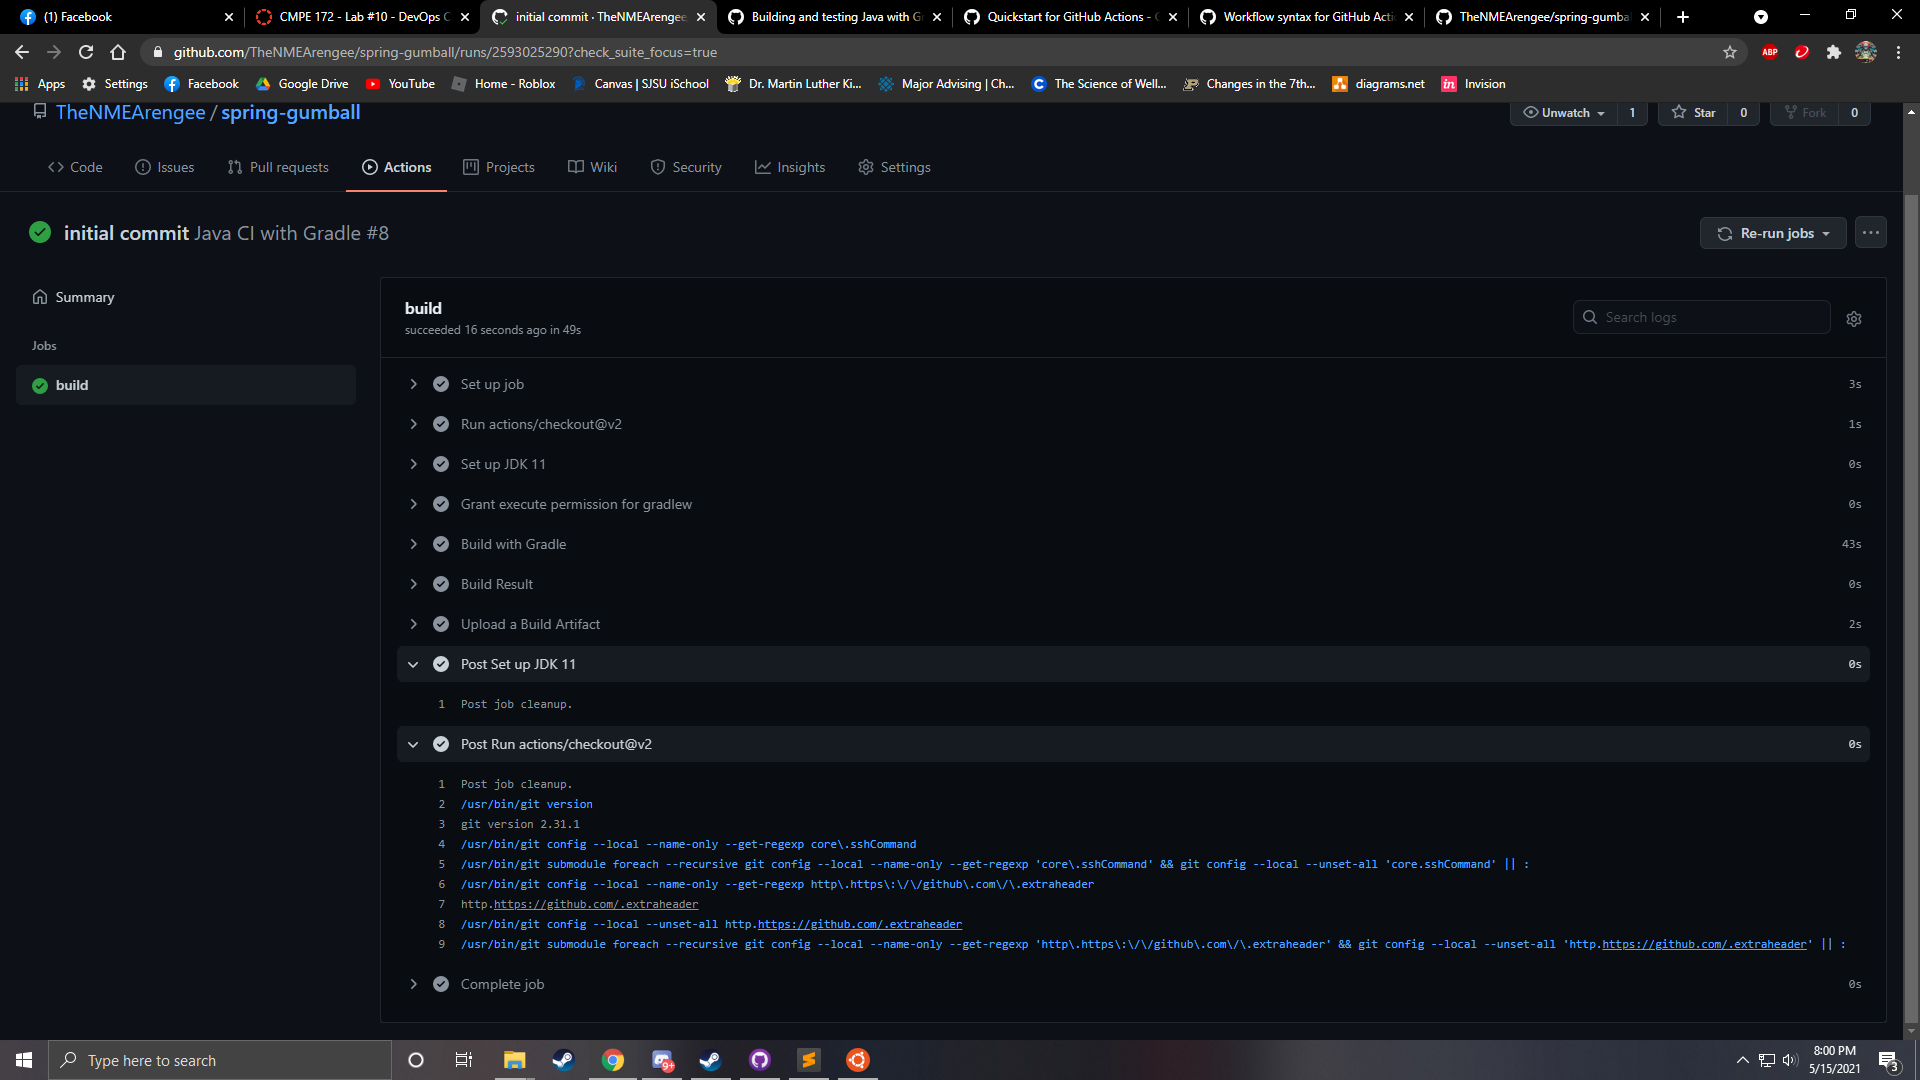 (1) Facebook
CMPE 172 - Lab #10 - DevOps C
initial commit · TheNMEArengee
Building and testing Java with G
Quickstart for GitHub Actions - G
Workflow syntax for GitHub Acti
TheNMEArengee/spring-gumbal
github.com/TheNMEArengee/spring-gumball/runs/2593025290?check_suite_focus=true
ABP
Apps
Settings
Facebook
Google Drive
YouTube
Home - Roblox
Canvas | SJSU iSchool
Dr. Martin Luther Ki...
Major Advising | Ch...
The Science of Well...
Changes in the 7th...
diagrams.net
in Invision
TheNMEArengee / spring-gumball
Unwatch 1
Star 0
Fork 0
Code
Issues
Pull requests
Actions
Projects
Wiki
Security
Insights
Settings
initial commit Java CI with Gradle #8
Re-run jobs
Summary
Jobs
build
build
succeeded 16 seconds ago in 49s
Search logs
Set up job 3s
Run actions/checkout@v2 1s
Set up JDK 11 0s
Grant execute permission for gradlew 0s
Build with Gradle 43s
Build Result 0s
Upload a Build Artifact 2s
Post Set up JDK 11 0s
1 Post job cleanup.
Post Run actions/checkout@v2 0s
1 Post job cleanup.
2 /usr/bin/git version
3 git version 2.31.1
4 /usr/bin/git config --local --name-only --get-regexp core\.sshCommand
5 /usr/bin/git submodule foreach --recursive git config --local --name-only --get-regexp 'core\.sshCommand' && git config --local --unset-all 'core.sshCommand' || :
6 /usr/bin/git config --local --name-only --get-regexp http\.https\:\/\/github\.com\/\.extraheader
7 http.https://github.com/.extraheader
8 /usr/bin/git config --local --unset-all http.https://github.com/.extraheader
9 /usr/bin/git submodule foreach --recursive git config --local --name-only --get-regexp 'http\.https\:\/\/github\.com\/\.extraheader' && git config --local --unset-all 'http.https://github.com/.extraheader' || :
Complete job 0s
Type here to search
9+
8:00 PM
5/15/2021
3